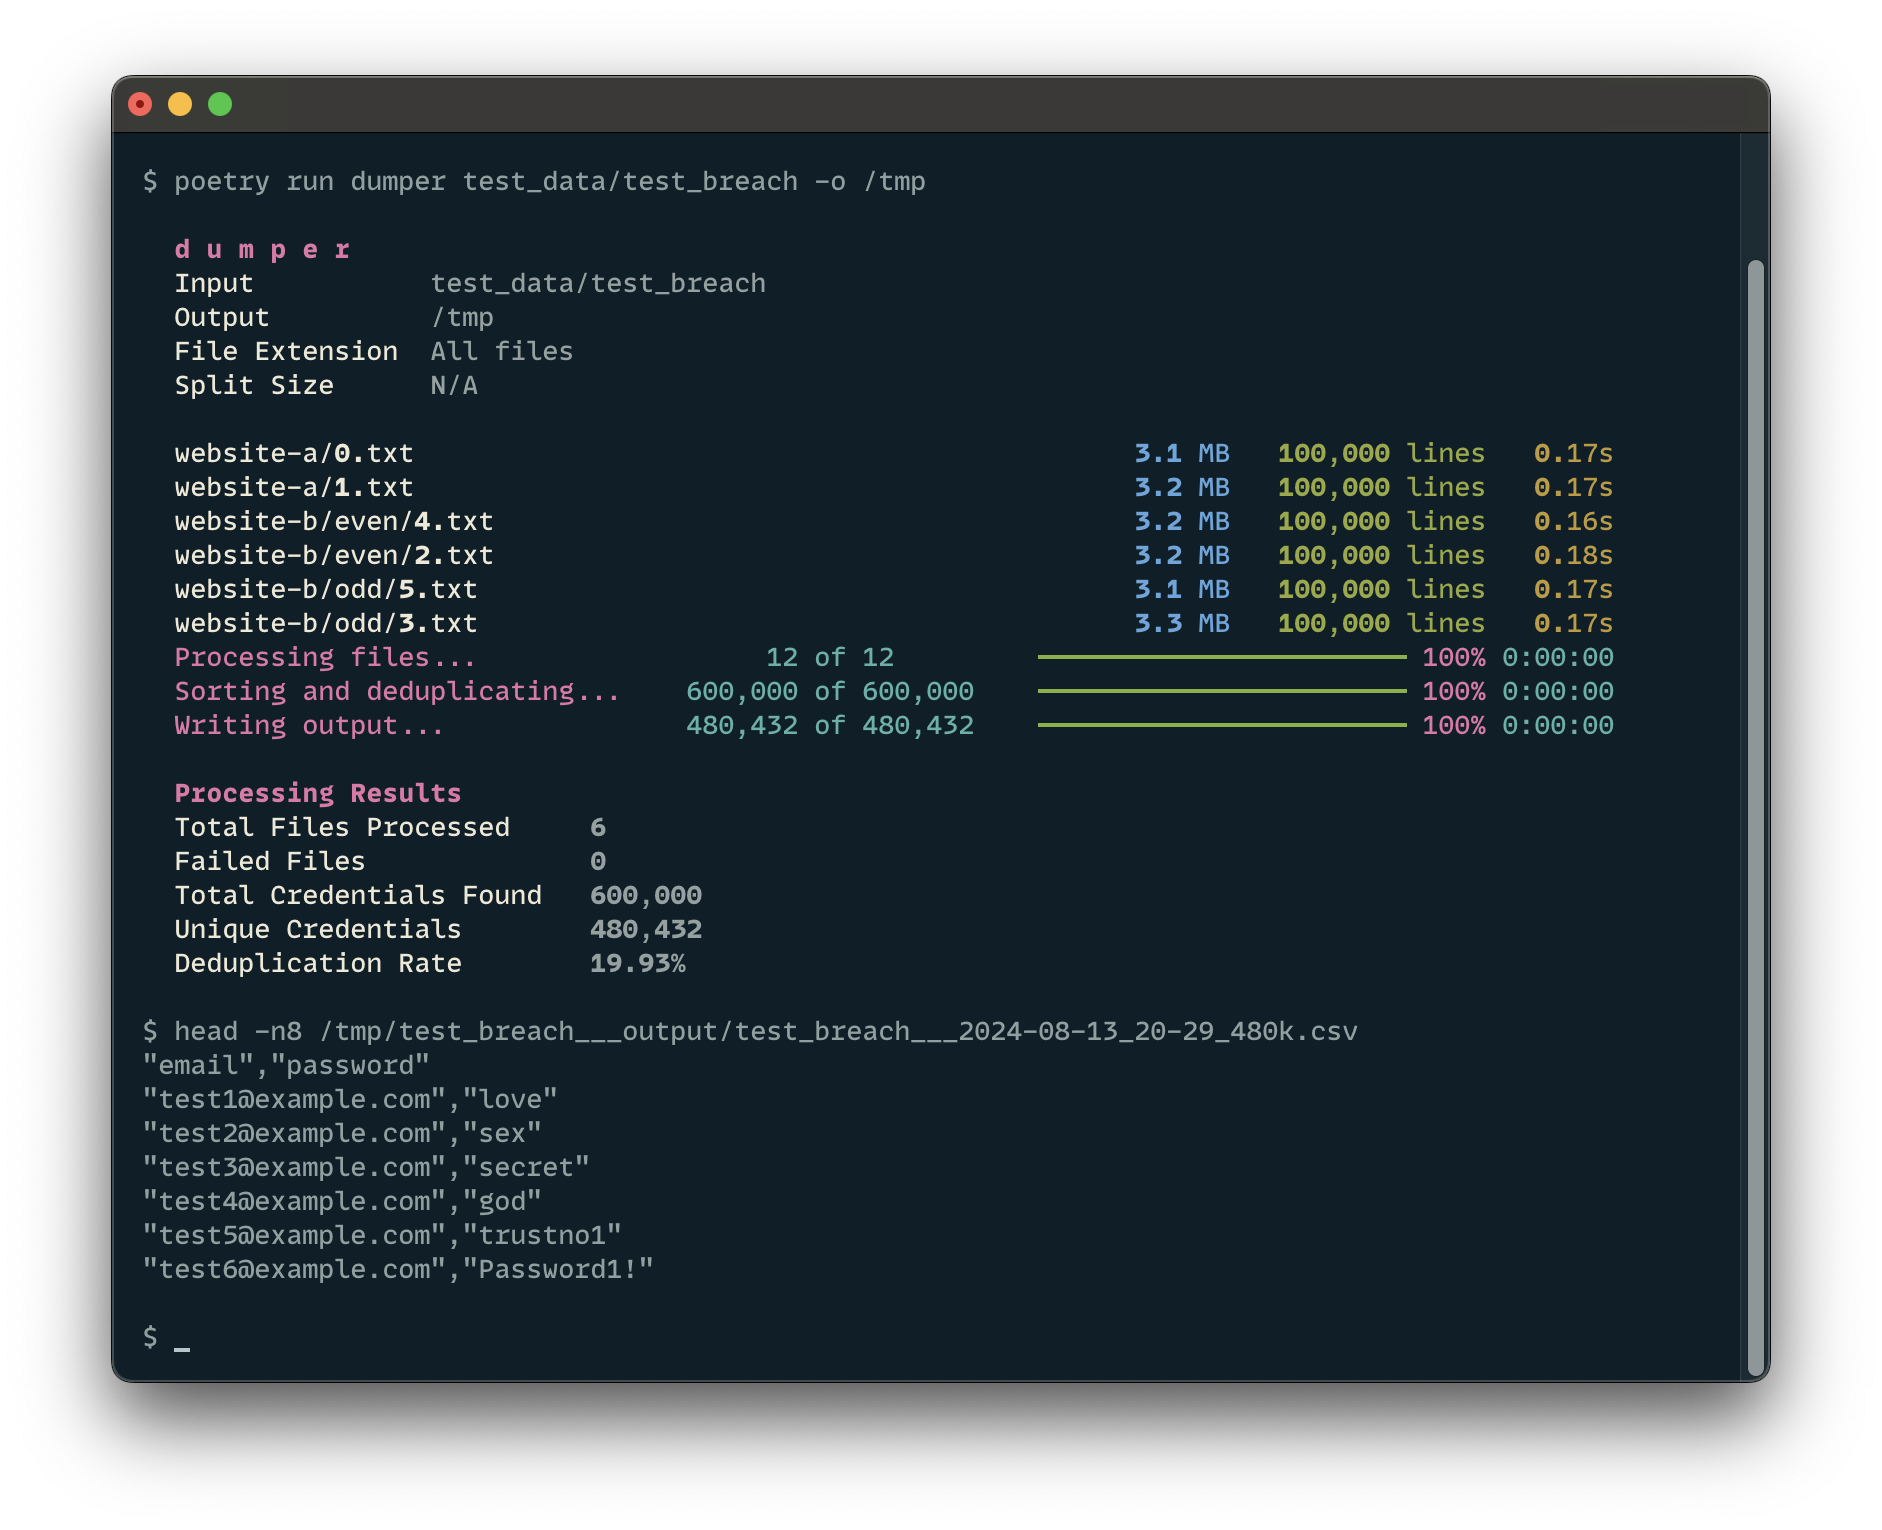 $ poetry run dumper test_data/test_breach -o /tmp
d u m p e r
Input test_data/test_breach
Output /tmp
File Extension All files
Split Size N/A
website-a/0.txt 3.1 MB 100,000 lines 0.17s
website-a/1.txt 3.2 MB 100,000 lines 0.17s
website-b/even/4.txt 3.2 MB 100,000 lines 0.16s
website-b/even/2.txt 3.2 MB 100,000 lines 0.18s
website-b/odd/5.txt 3.1 MB 100,000 lines 0.17s
website-b/odd/3.txt 3.3 MB 100,000 lines 0.17s
Processing files... 12 of 12 100% 0:00:00
Sorting and deduplicating... 600,000 of 600,000 100% 0:00:00
Writing output... 480,432 of 480,432 100% 0:00:00
Processing Results
Total Files Processed 6
Failed Files 0
Total Credentials Found 600,000
Unique Credentials 480,432
Deduplication Rate 19.93%
$ head -n8 /tmp/test_breach___output/test_breach___2024-08-13_20-29_480k.csv
"email","password"
"test1@example.com","love"
"test2@example.com","sex"
"test3@example.com","secret"
"test4@example.com","god"
"test5@example.com","trustno1"
"test6@example.com","Password1!"
$ _